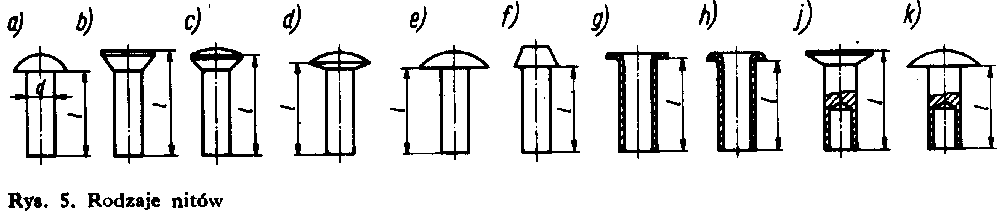 a) b) c) d) e) f) g) h) j) k)
d
l l l l l l l l l l
Rys. 5. Rodzaje nitów